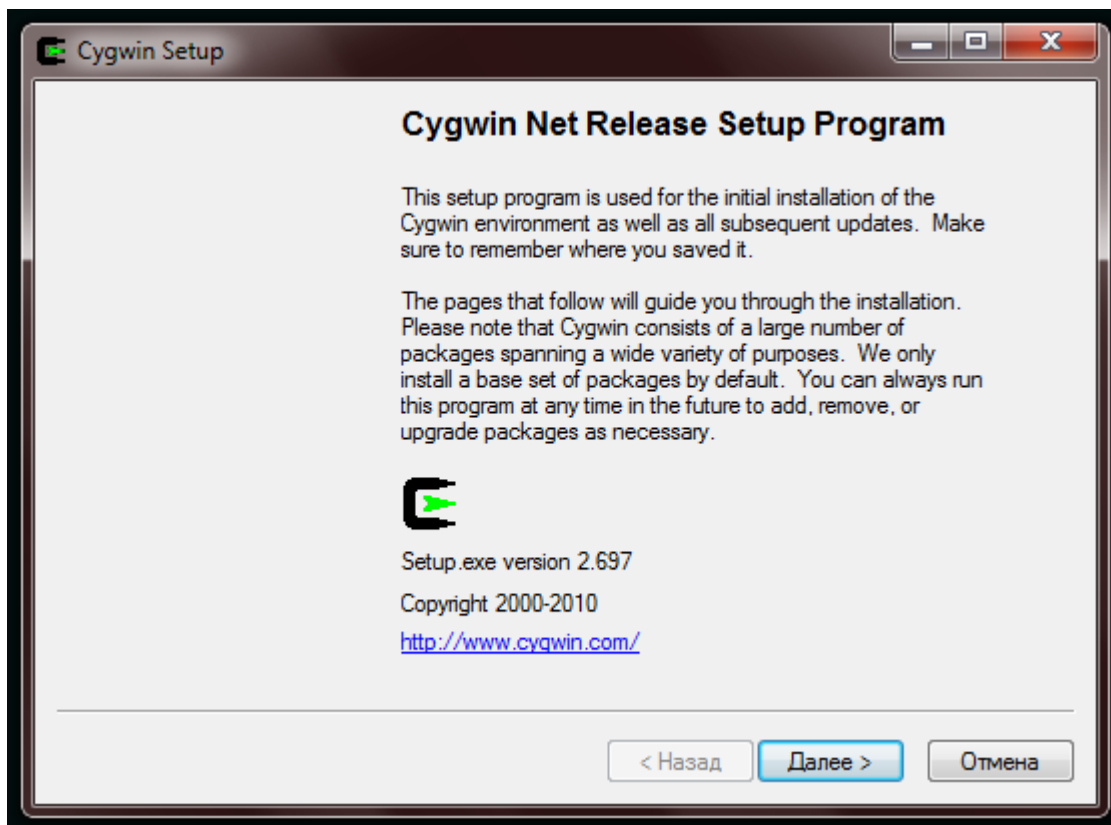 Cygwin Setup
Cygwin Net Release Setup Program
This setup program is used for the initial installation of the
Cygwin environment as well as all subsequent updates.  Make
sure to remember where you saved it.
The pages that follow will guide you through the installation.
Please note that Cygwin consists of a large number of
packages spanning a wide variety of purposes.  We only
install a base set of packages by default.  You can always run
this program at any time in the future to add, remove, or
upgrade packages as necessary.
Setup.exe version 2.697
Copyright 2000-2010
http://www.cygwin.com/
< Назад
Далее >
Отмена